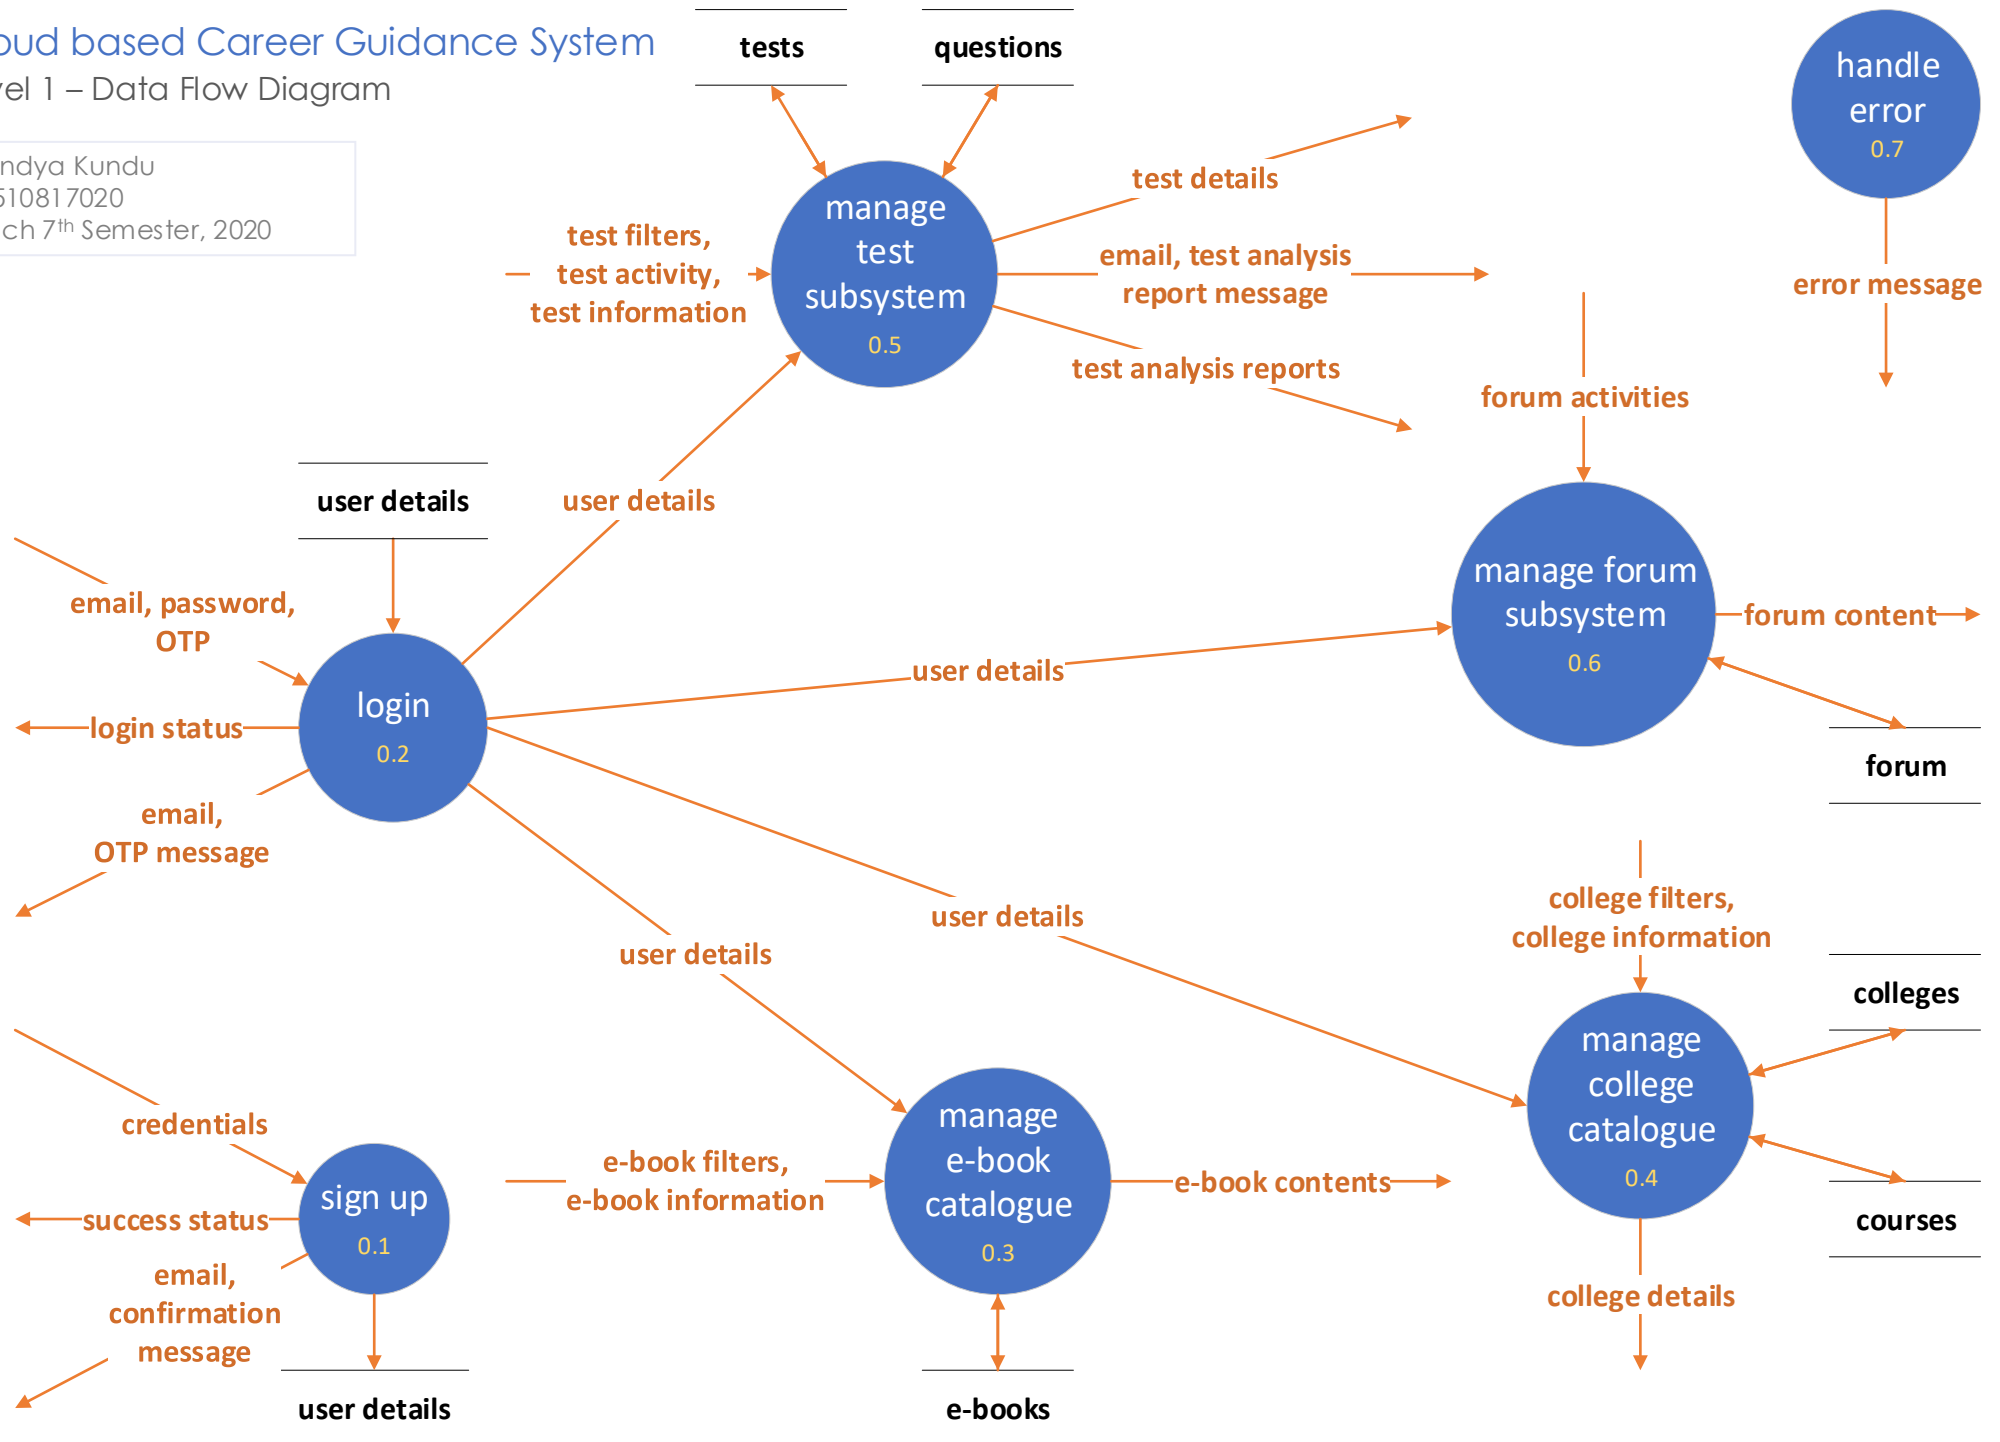 oud based Career Guidance System
vel 1 – Data Flow Diagram
ndya Kundu
510817020
ch 7th Semester, 2020
tests
questions
handle
error
0.7
error message
manage
test
subsystem
0.5
test filters,
test activity,
test information
test details
email, test analysis
report message
test analysis reports
forum activities
user details
user details
email, password,
OTP
login
0.2
login status
email,
OTP message
user details
manage forum
subsystem
0.6
forum content
forum
user details
user details
college filters,
college information
colleges
manage
college
catalogue
0.4
courses
college details
credentials
sign up
0.1
success status
email,
confirmation
message
user details
e-book filters,
e-book information
manage
e-book
catalogue
0.3
e-book contents
e-books